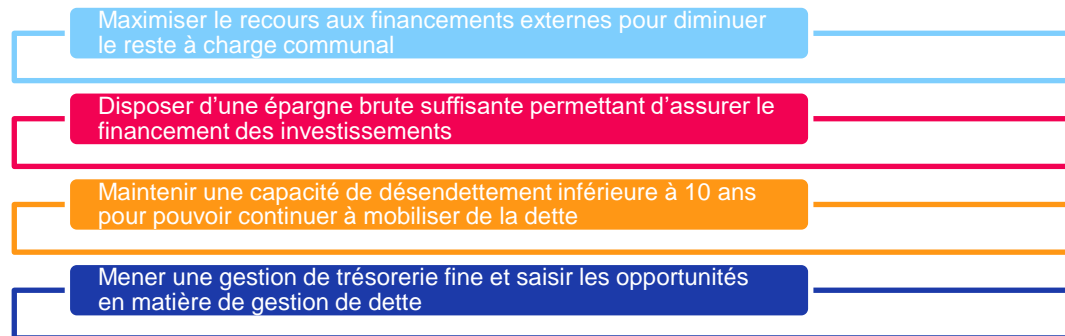 Maximiser le recours aux financements externes pour diminuer
le reste à charge communal
Disposer d'une épargne brute suffisante permettant d'assurer le
financement des investissements
Maintenir une capacité de désendettement inférieure à 10 ans
pour pouvoir continuer à mobiliser de la dette
Mener une gestion de trésorerie fine et saisir les opportunités
en matière de gestion de dette